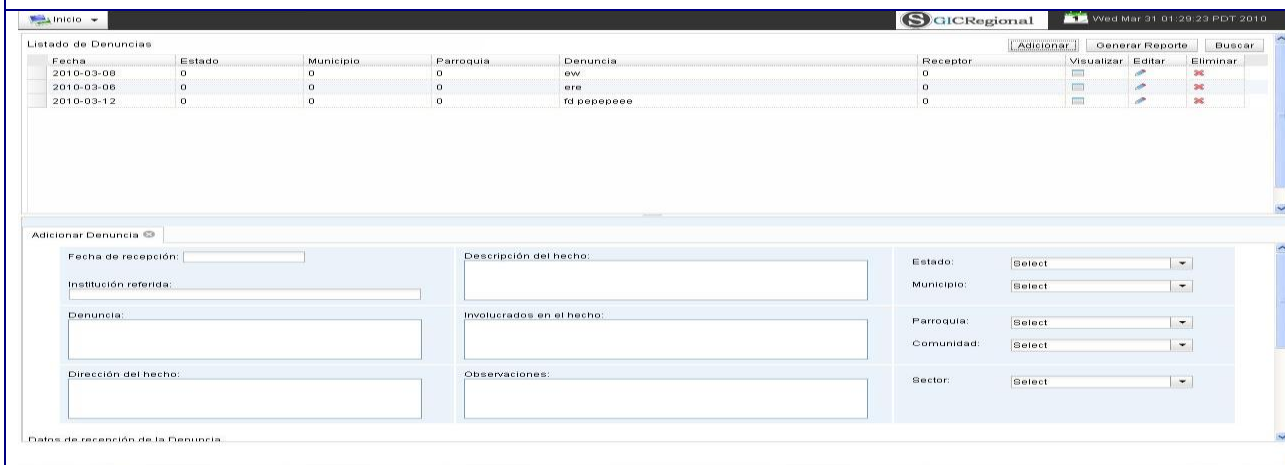 Inicio
SGICRegional Wed Mar 31 01:29:23 PDT 2010
Listado de Denuncias Adicionar Generar Reporte Buscar
Fecha Estado Municipio Parroquia Denuncia Receptor Visualizar Editar Eliminar
2010-03-08 0 0 0 ew 0
2010-03-06 0 0 0 ere 0
2010-03-12 0 0 0 fd pepepeee 0
Adicionar Denuncia
Fecha de recepción: Descripción del hecho: Estado: Select
Institución referida: Municipio: Select
Denuncia: Involucrados en el hecho: Parroquia: Select
Comunidad: Select
Dirección del hecho: Observaciones: Sector: Select
Datos de recepción de la Denuncia